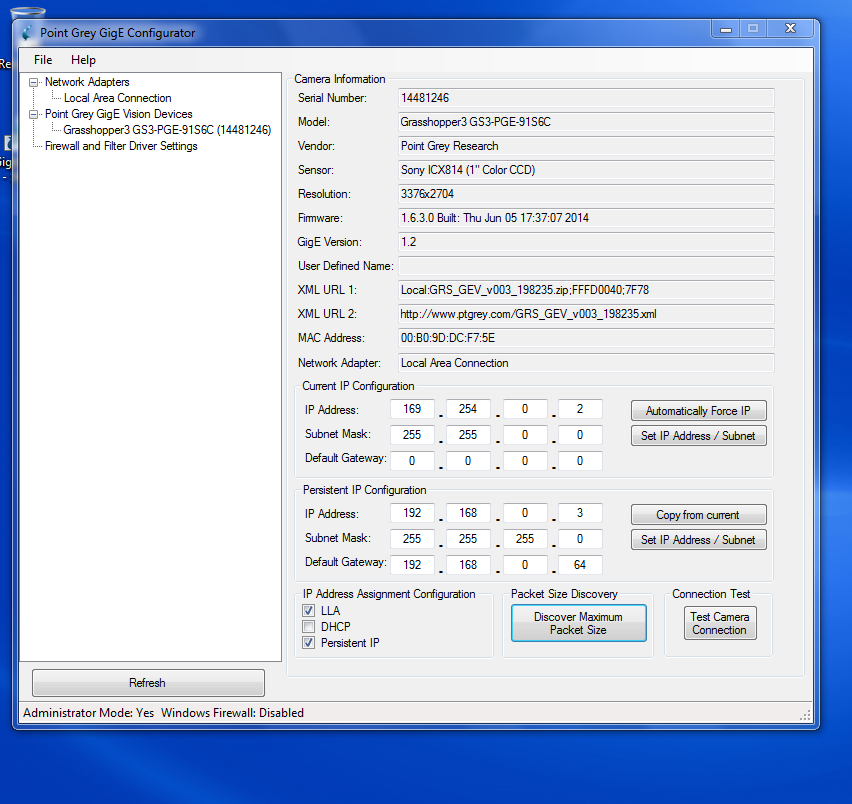 Point Grey GigE Configurator
File Help
Network Adapters
Local Area Connection
Point Grey GigE Vision Devices
Grasshopper3 GS3-PGE-91S6C (14481246)
Firewall and Filter Driver Settings
Refresh
Camera Information
Serial Number: 14481246
Model: Grasshopper3 GS3-PGE-91S6C
Vendor: Point Grey Research
Sensor: Sony ICX814 (1" Color CCD)
Resolution: 3376x2704
Firmware: 1.6.3.0 Built: Thu Jun 05 17:37:07 2014
GigE Version: 1.2
User Defined Name:
XML URL 1: Local:GRS_GEV_v003_198235.zip;FFFD0040;7F78
XML URL 2: http://www.ptgrey.com/GRS_GEV_v003_198235.xml
MAC Address: 00:B0:9D:DC:F7:5E
Network Adapter: Local Area Connection
Current IP Configuration
IP Address: 169 . 254 . 0 . 2 Automatically Force IP
Subnet Mask: 255 . 255 . 0 . 0 Set IP Address / Subnet
Default Gateway: 0 . 0 . 0 . 0
Persistent IP Configuration
IP Address: 192 . 168 . 0 . 3 Copy from current
Subnet Mask: 255 . 255 . 255 . 0 Set IP Address / Subnet
Default Gateway: 192 . 168 . 0 . 64
IP Address Assignment Configuration
LLA
DHCP
Persistent IP
Packet Size Discovery
Discover Maximum
Packet Size
Connection Test
Test Camera
Connection
Administrator Mode: Yes Windows Firewall: Disabled